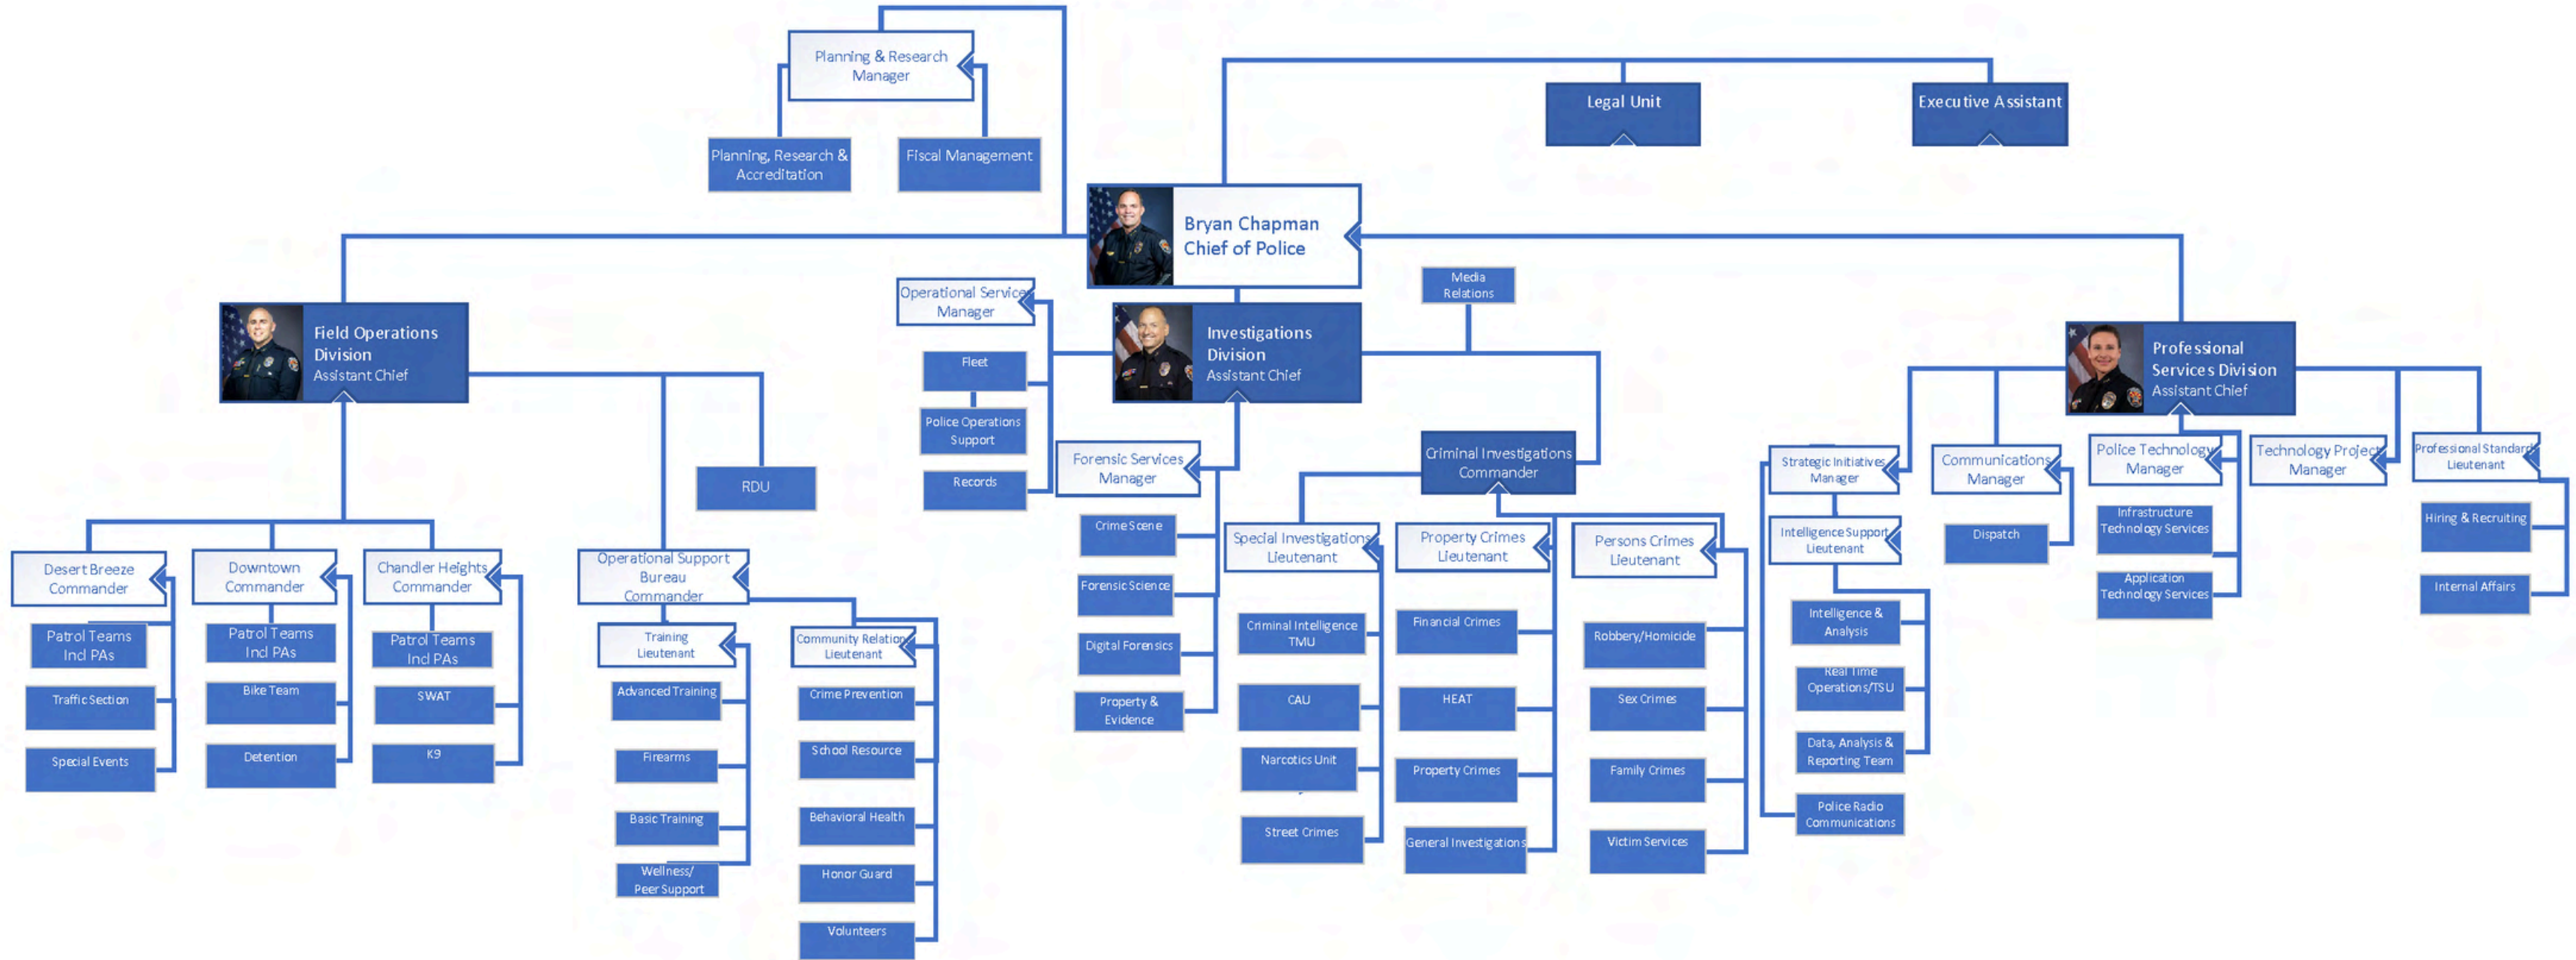 Planning & Research
Manager
Planning, Research &
Accreditation
Fiscal Management
Legal Unit
Executive Assistant
Bryan Chapman
Chief of Police
Field Operations
Division
Assistant Chief
Operational Service
Manager
Fleet
Police Operations
Support
Records
Investigations
Division
Assistant Chief
Media
Relations
Professional
Services Division
Assistant Chief
RDU
Desert Breeze
Commander
Patrol Teams
Incl PAs
Traffic Section
Special Events
Downtown
Commander
Patrol Teams
Incl PAs
Bike Team
Detention
Chandler Heights
Commander
Patrol Teams
Incl PAs
SWAT
K9
Operational Support
Bureau
Commander
Training
Lieutenant
Advanced Training
Firearms
Basic Training
Wellness/
Peer Support
Community Relation
Lieutenant
Crime Prevention
School Resource
Behavioral Health
Honor Guard
Volunteers
Forensic Services
Manager
Crime Scene
Forensic Science
Digital Forensics
Property &
Evidence
Criminal Investigations
Commander
Special Investigations
Lieutenant
Criminal Intelligence
TMU
CAU
Narcotics Unit
Street Crimes
Property Crimes
Lieutenant
Financial Crimes
HEAT
Property Crimes
General Investigations
Persons Crimes
Lieutenant
Robbery/Homicide
Sex Crimes
Family Crimes
Victim Services
Strategic Initiatives
Manager
Intelligence Support
Lieutenant
Intelligence &
Analysis
Real Time
Operations/TSU
Data, Analysis &
Reporting Team
Police Radio
Communications
Communications
Manager
Dispatch
Police Technology
Manager
Infrastructure
Technology Services
Application
Technology Services
Technology Project
Manager
Professional Standard
Lieutenant
Hiring & Recruiting
Internal Affairs